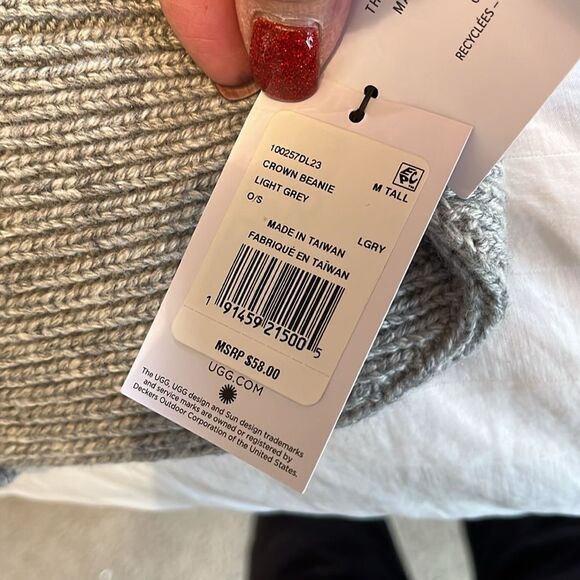 TH
MA
RECYCLÉES –
100257DL23
CROWN BEANIE
LIGHT GREY
M TALL
O/S
LGRY
MADE IN TAIWAN
FABRIQUÉ EN TAÏWAN
1 91459 21500 5
MSRP $58.00
UGG.COM
The UGG, UGG design and Sun design trademarks
and service marks are owned or registered by
Deckers Outdoor Corporation of the United States.